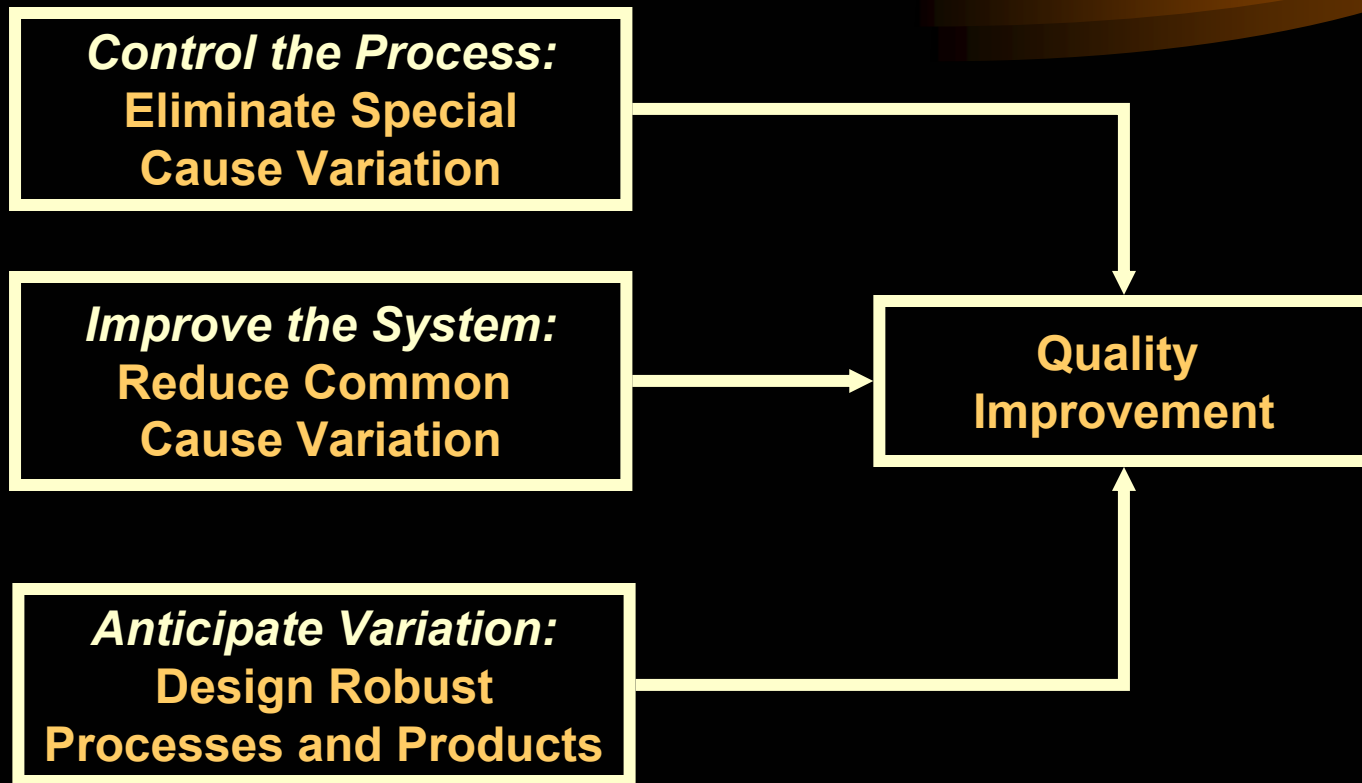 Control the Process:
Eliminate Special
Cause Variation
Improve the System:
Reduce Common
Cause Variation
Quality
Improvement
Anticipate Variation:
Design Robust
Processes and Products